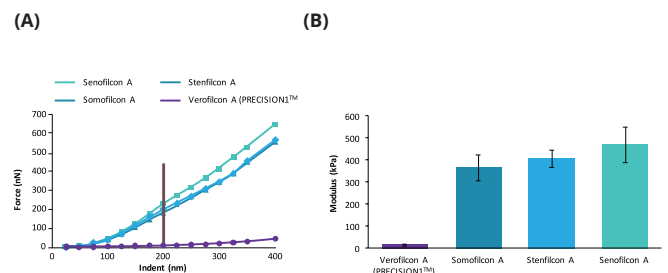 (A)
(B)
Senofilcon A
Stenfilcon A
Somofilcon A
Verofilcon A (PRECISION1™
Force (nN)
700
600
500
400
300
200
100
0
0
100
200
300
400
Indent (nm)
Modulus (kPa)
600
500
400
300
200
100
0
Verofilcon A
(PRECISION1™)
Somofilcon A
Stenfilcon A
Senofilcon A